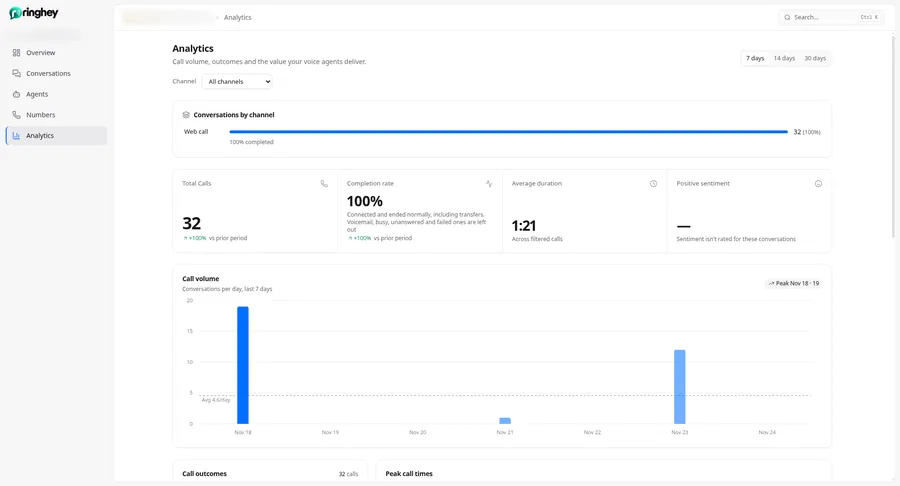 ringhey
Analytics
Search...
Ctrl K
Overview
Conversations
Agents
Numbers
Analytics
Analytics
Call volume, outcomes and the value your voice agents deliver.
7 days 14 days 30 days
Channel All channels
Conversations by channel
Web call 32 (100%)
100% completed
Total Calls
32
+100% vs prior period
Completion rate
100%
Connected and ended normally, including transfers.
Voicemail, busy, unanswered and failed ones are left
out
+100% vs prior period
Average duration
1:21
Across filtered calls
Positive sentiment
—
Sentiment isn't rated for these conversations
Call volume
Conversations per day, last 7 days
Peak Nov 18 · 19
20
15
10
5
0
Avg 4.6/day
Nov 18 Nov 19 Nov 20 Nov 21 Nov 22 Nov 23 Nov 24
Call outcomes 32 calls
Peak call times